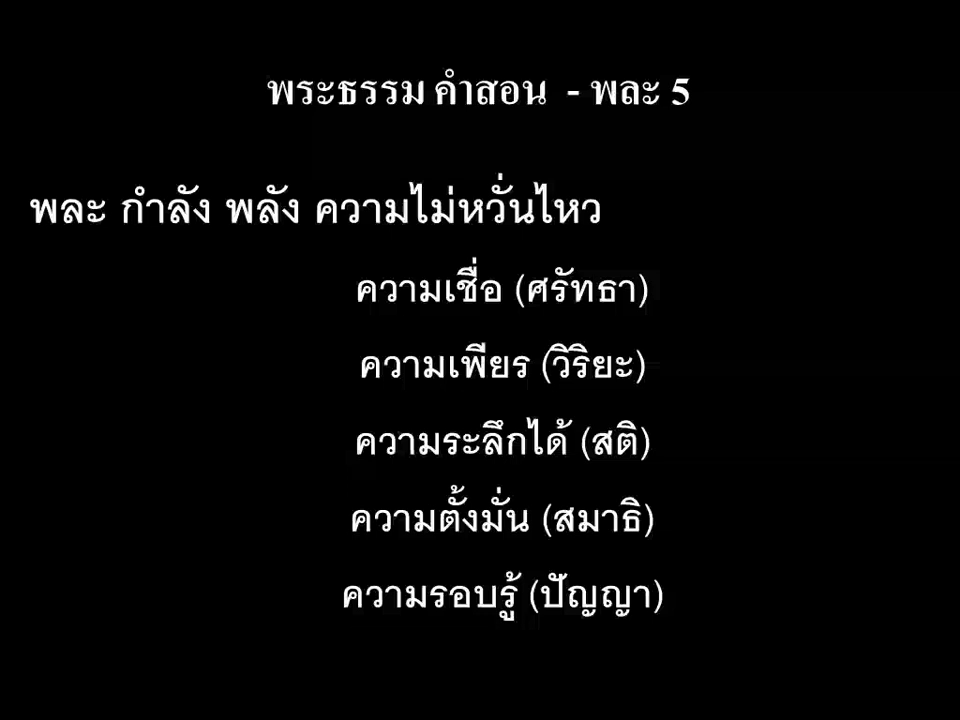 พระธรรม คำสอน - พละ 5
พละ กำลัง พลัง ความไม่หวั่นไหว
ความเชื่อ (ศรัทธา)
ความเพียร (วิริยะ)
ความระลึกได้ (สติ)
ความตั้งมั่น (สมาธิ)
ความรอบรู้ (ปัญญา)